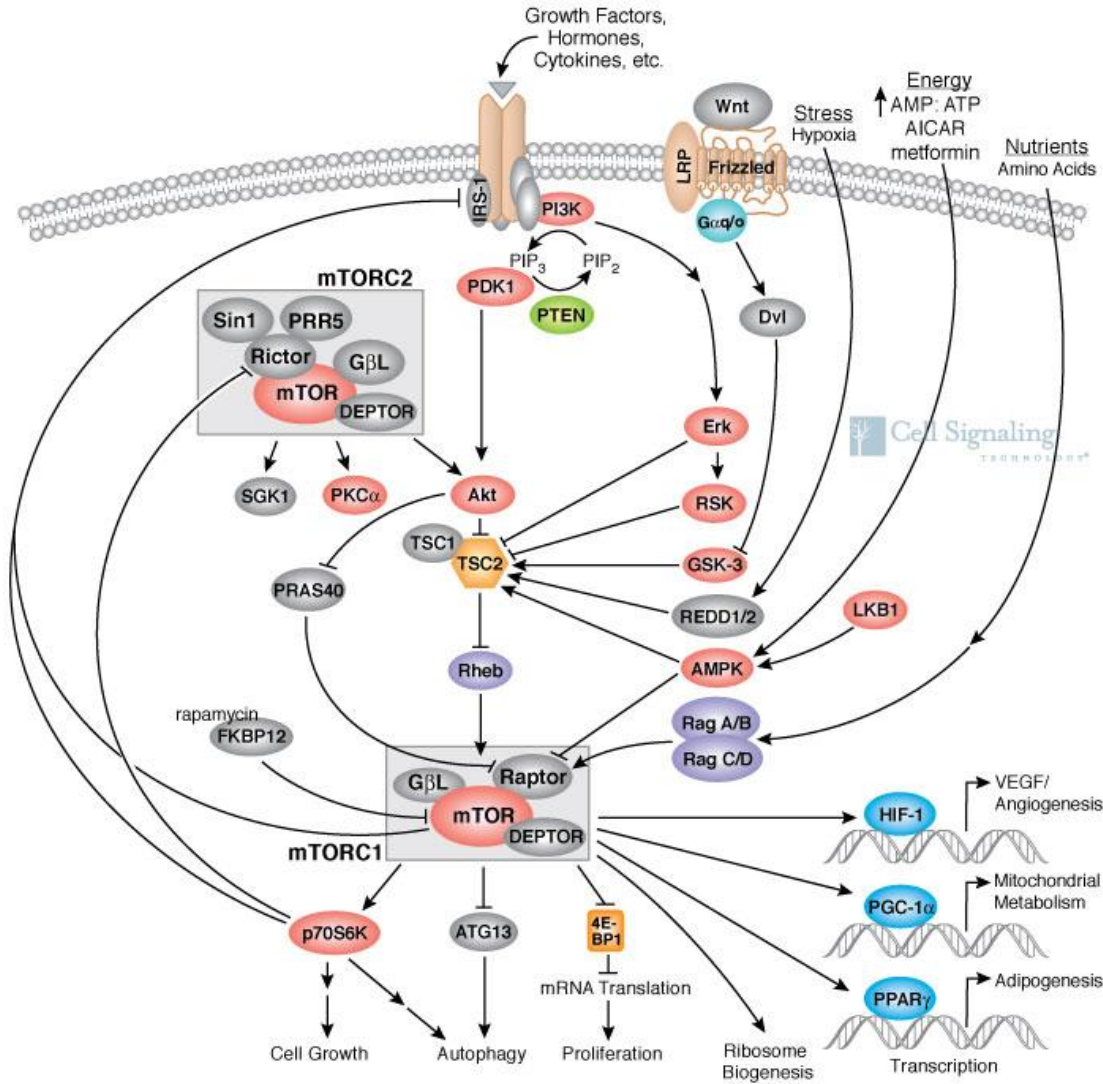 Growth Factors,
Hormones,
Cytokines, etc.
Wnt
Stress
Hypoxia
Energy
AMP: ATP
AICAR
metformin
Nutrients
Amino Acids
LRP
Frizzled
IRS-1
PI3K
Gαq/o
PIP3
PIP2
PDK1
PTEN
Dvl
mTORC2
Sin1
PRR5
Rictor
GβL
mTOR
DEPTOR
Erk
Cell Signaling
TECHNOLOGY®
SGK1
PKCα
Akt
RSK
TSC1
TSC2
GSK-3
PRAS40
REDD1/2
LKB1
Rheb
AMPK
rapamycin
FKBP12
Rag A/B
Rag C/D
GβL
Raptor
mTOR
DEPTOR
mTORC1
HIF-1
VEGF/
Angiogenesis
PGC-1α
Mitochondrial
Metabolism
p70S6K
ATG13
4E-
BP1
mRNA Translation
PPARγ
Adipogenesis
Cell Growth
Autophagy
Proliferation
Ribosome
Biogenesis
Transcription